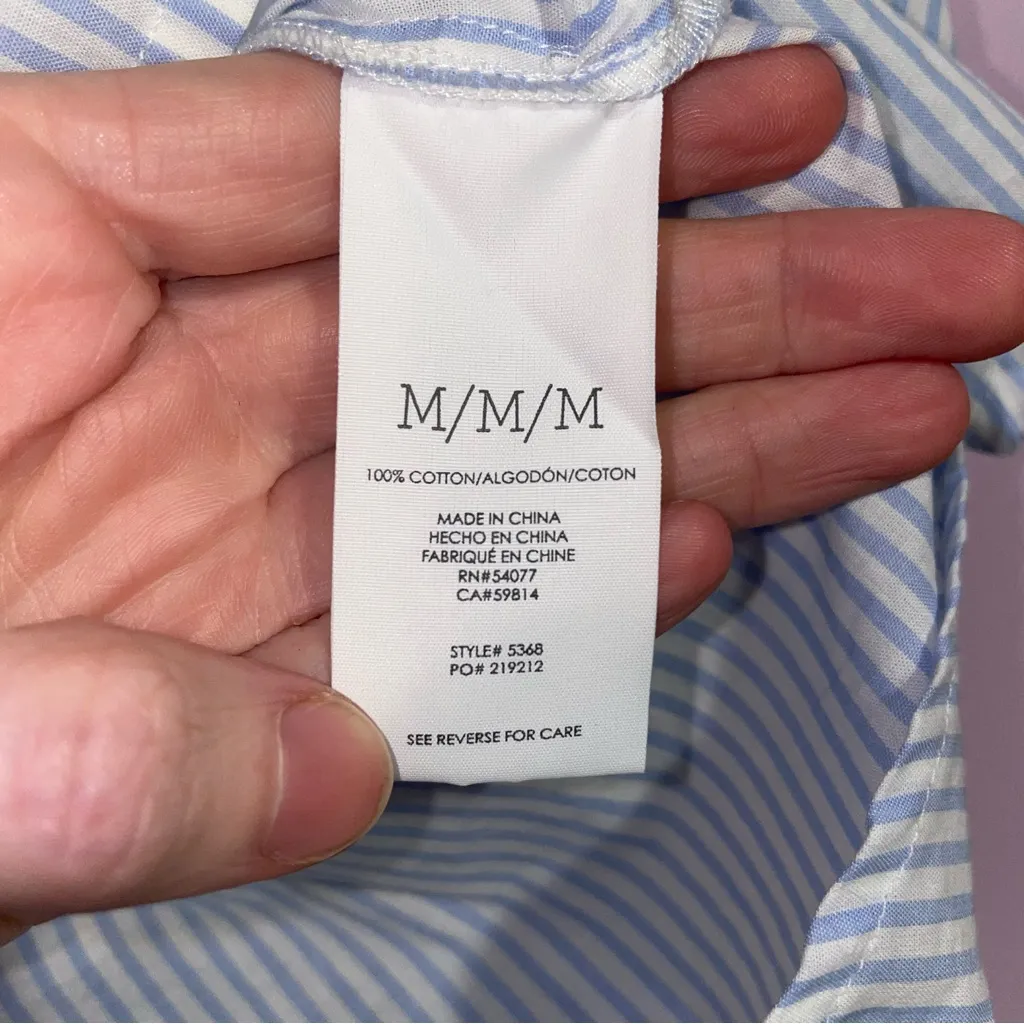 M/M/M
100% COTTON/ALGODÓN/COTON
MADE IN CHINA
HECHO EN CHINA
FABRIQUÉ EN CHINE
RN#54077
CA#59814
STYLE# 5368
PO# 219212
SEE REVERSE FOR CARE